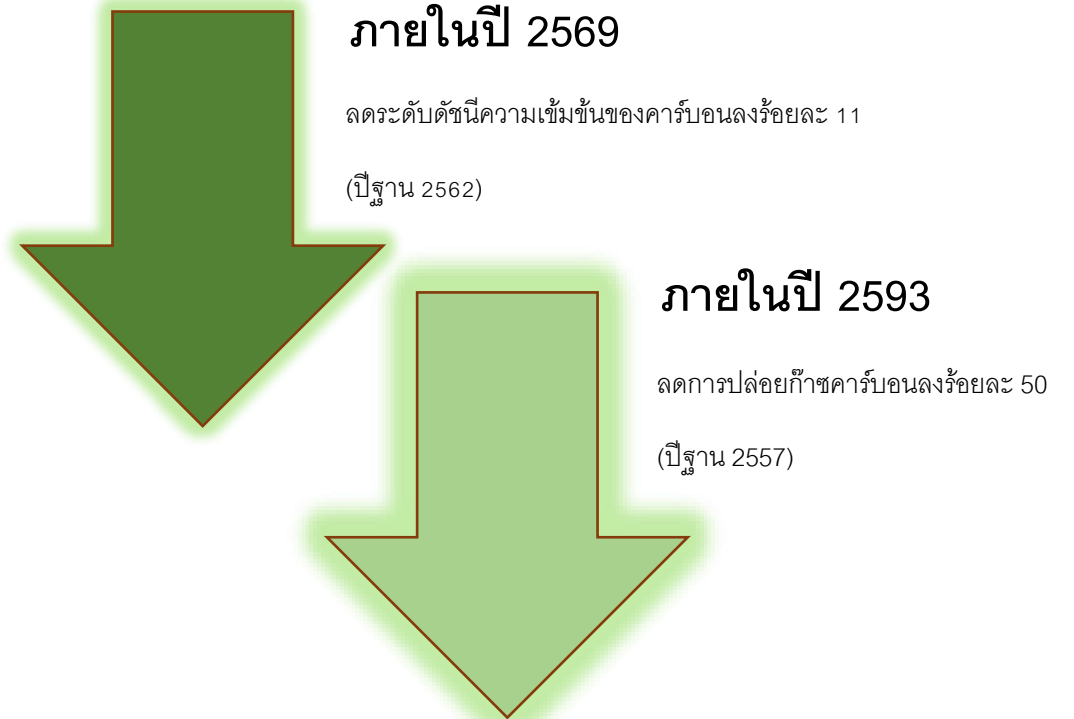 ภายในปี 2569
ลดระดับดัชนีความเข้มข้นของคาร์บอนลงร้อยละ 11
(ปีฐาน 2562)
ภายในปี 2593
ลดการปล่อยก๊าซคาร์บอนลงร้อยละ 50
(ปีฐาน 2557)